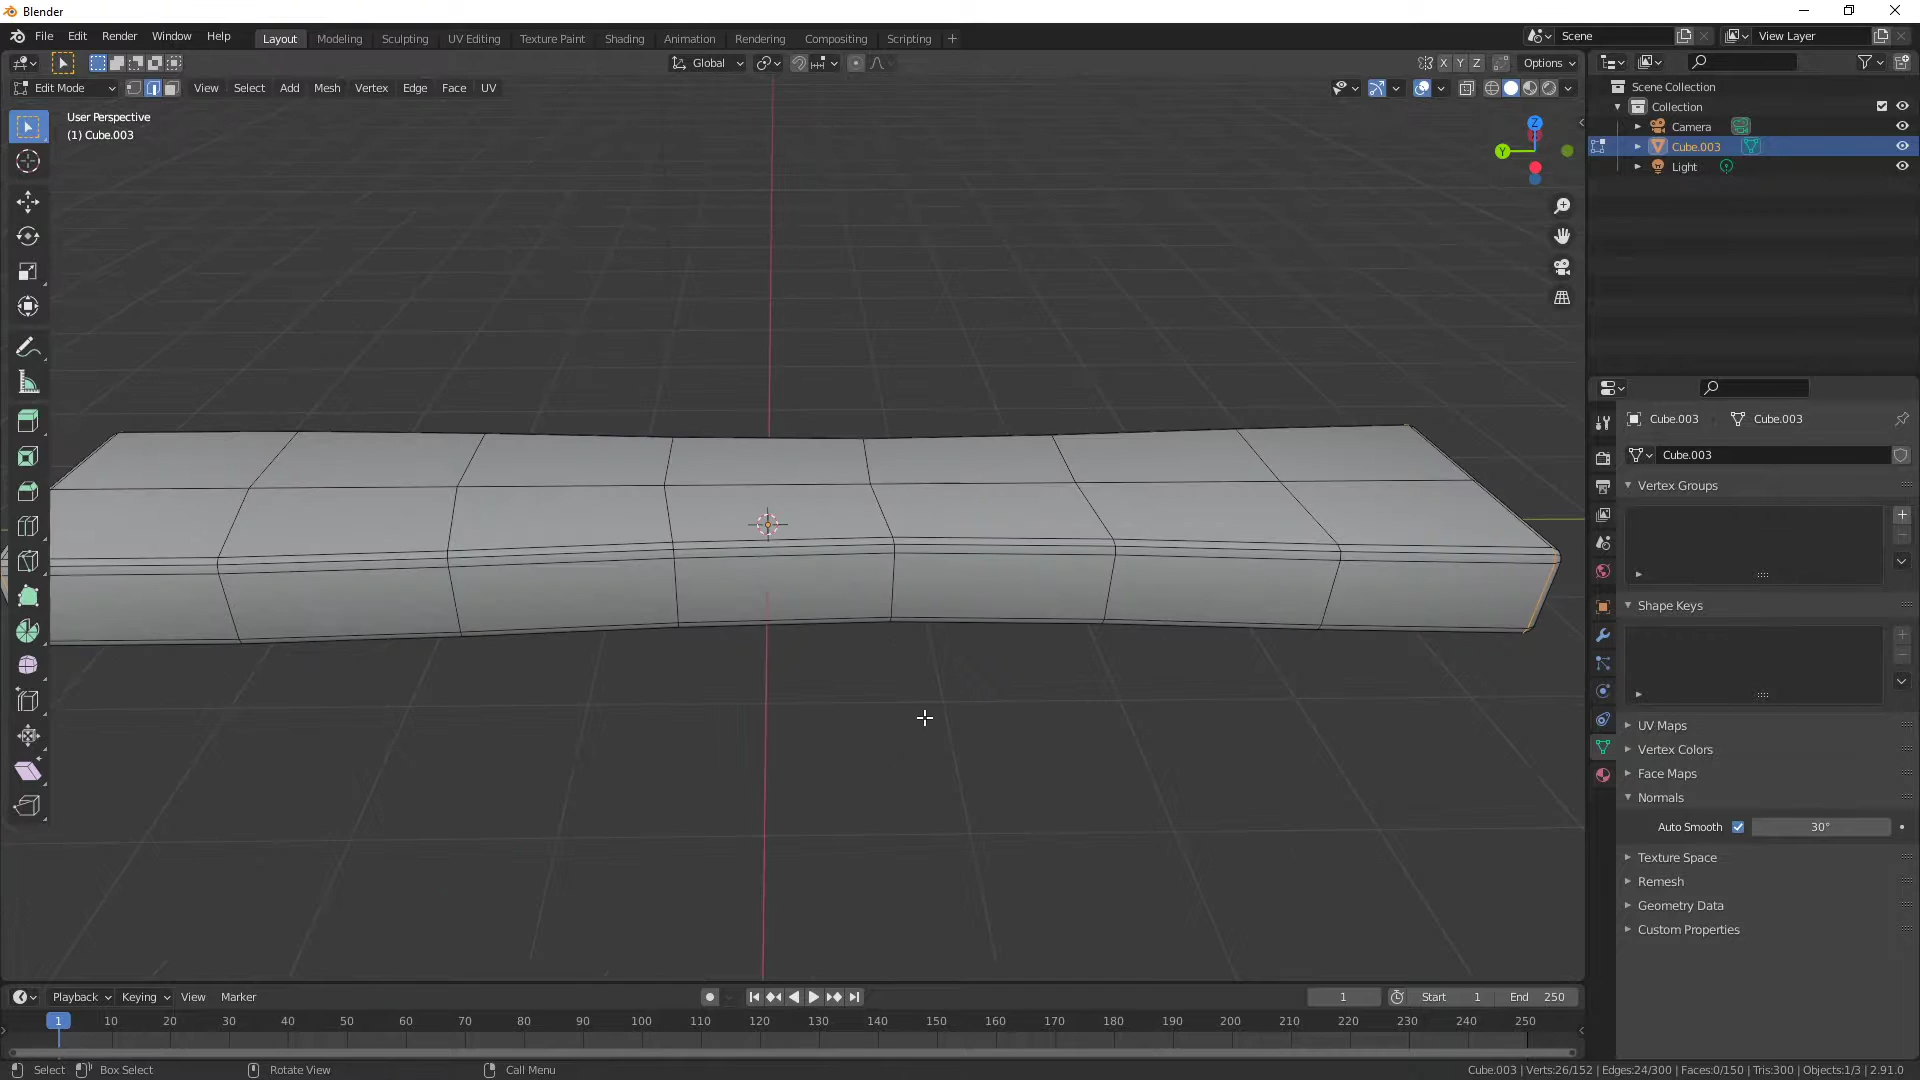 Blender
File Edit Render Window Help Layout Modeling Sculpting UV Editing Texture Paint Shading Animation Rendering Compositing Scripting Scene View Layer
Global X Y Z Options
Edit Mode View Select Add Mesh Vertex Edge Face UV
User Perspective
(1) Cube.003
Z
Y
Scene Collection
Collection
Camera
Cube.003
Light
Cube.003 Cube.003
Cube.003
Vertex Groups
Shape Keys
UV Maps
Vertex Colors
Face Maps
Normals
Auto Smooth 30°
Texture Space
Remesh
Geometry Data
Custom Properties
Playback Keying View Marker 1 Start 1 End 250
1 10 20 30 40 50 60 70 80 90 100 110 120 130 140 150 160 170 180 190 200 210 220 230 240 250
Select Box Select Rotate View Call Menu Cube.003 | Verts:26/152 | Edges:24/300 | Faces:0/150 | Tris:300 | Objects:1/3 | 2.91.0